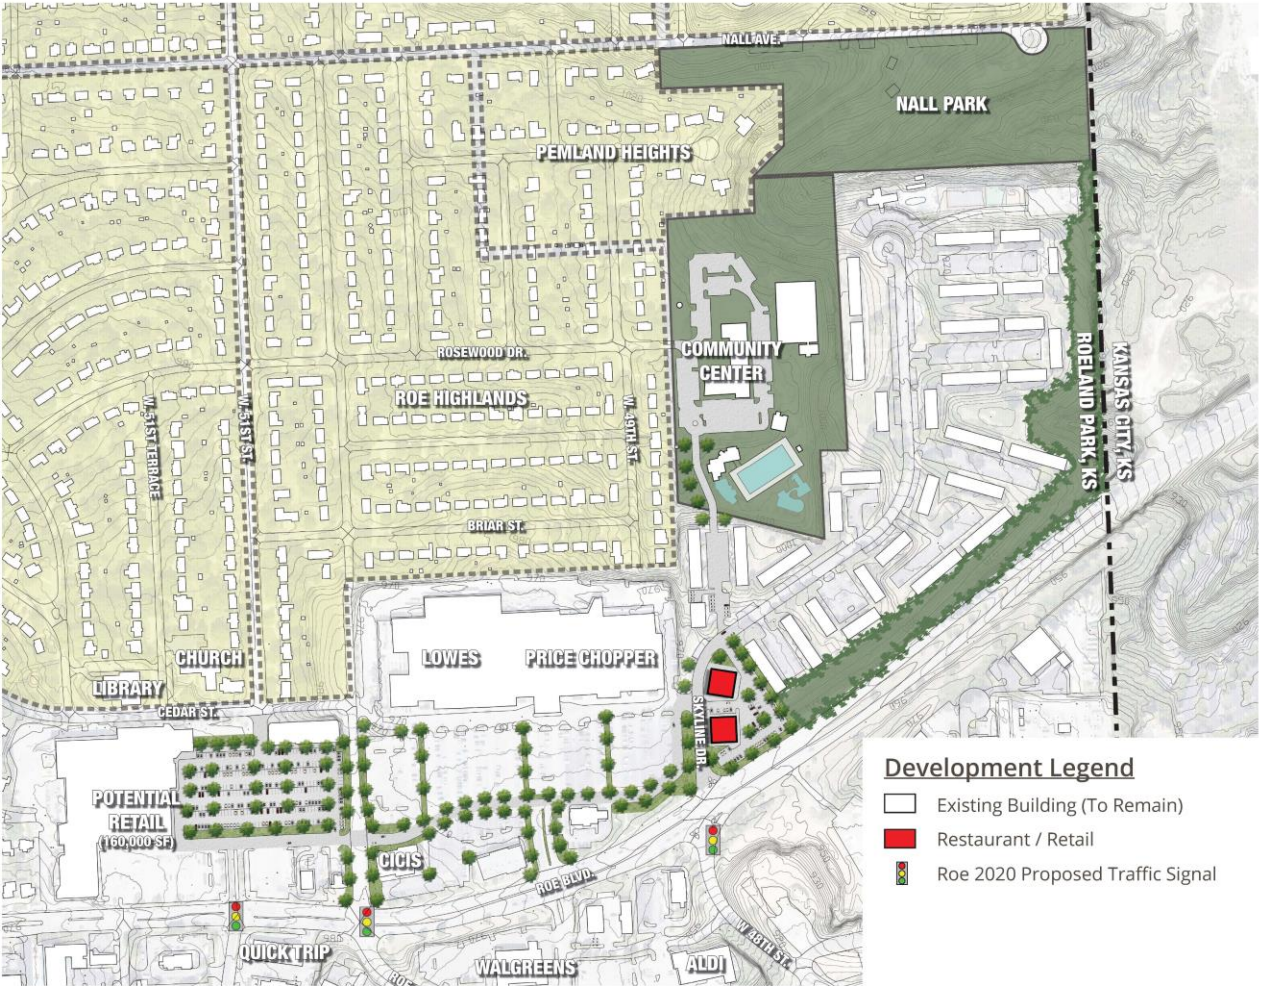 NALL AVE.
NALL PARK
PEMLAND HEIGHTS
ROSEWOOD DR.
COMMUNITY
CENTER
ROE HIGHLANDS
W. 51ST TERRACE
W. 51ST ST.
W. 49TH ST.
ROELAND PARK, KS
KANSAS CITY, KS
BRIAR ST.
CHURCH
LOWES
PRICE CHOPPER
LIBRARY
CEDAR ST.
SKYLINE DR.
POTENTIAL
RETAIL
(160,000 SF)
CICIS
ROE BLVD.
QUICK TRIP
WALGREENS
ALDI
W 48TH ST.
ROE
Development Legend
Existing Building (To Remain)
Restaurant / Retail
Roe 2020 Proposed Traffic Signal